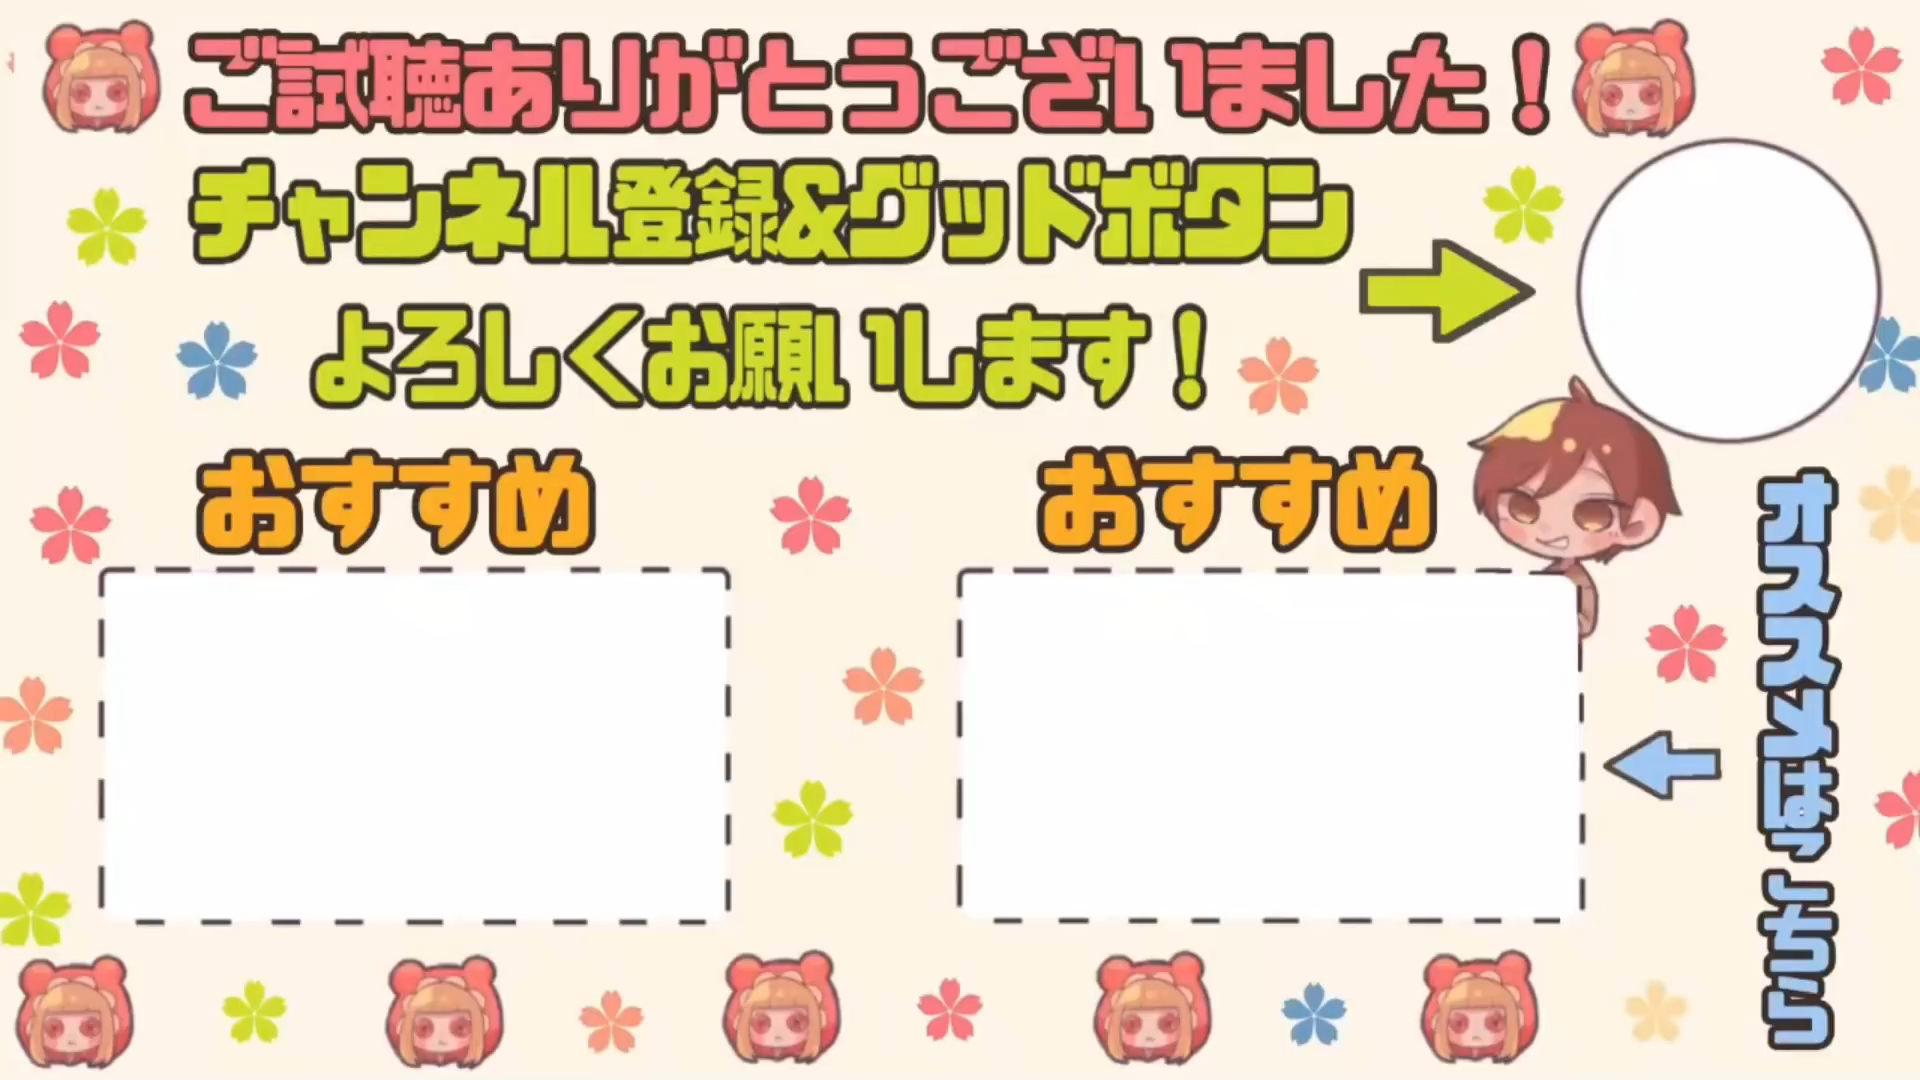 ご試聴ありがとうございました！
チャンネル登録&グッドボタン
よろしくお願いします！
おすすめ
おすすめ
オススメはこちら